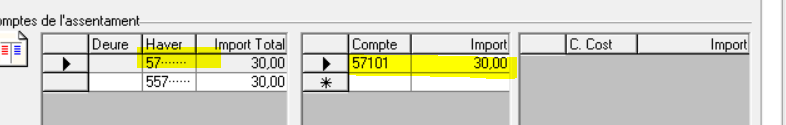 omptes de l'assentament
Deure Haver Import Total Compte Import C. Cost Import
57······· 30,00 57101 30,00
557······ 30,00